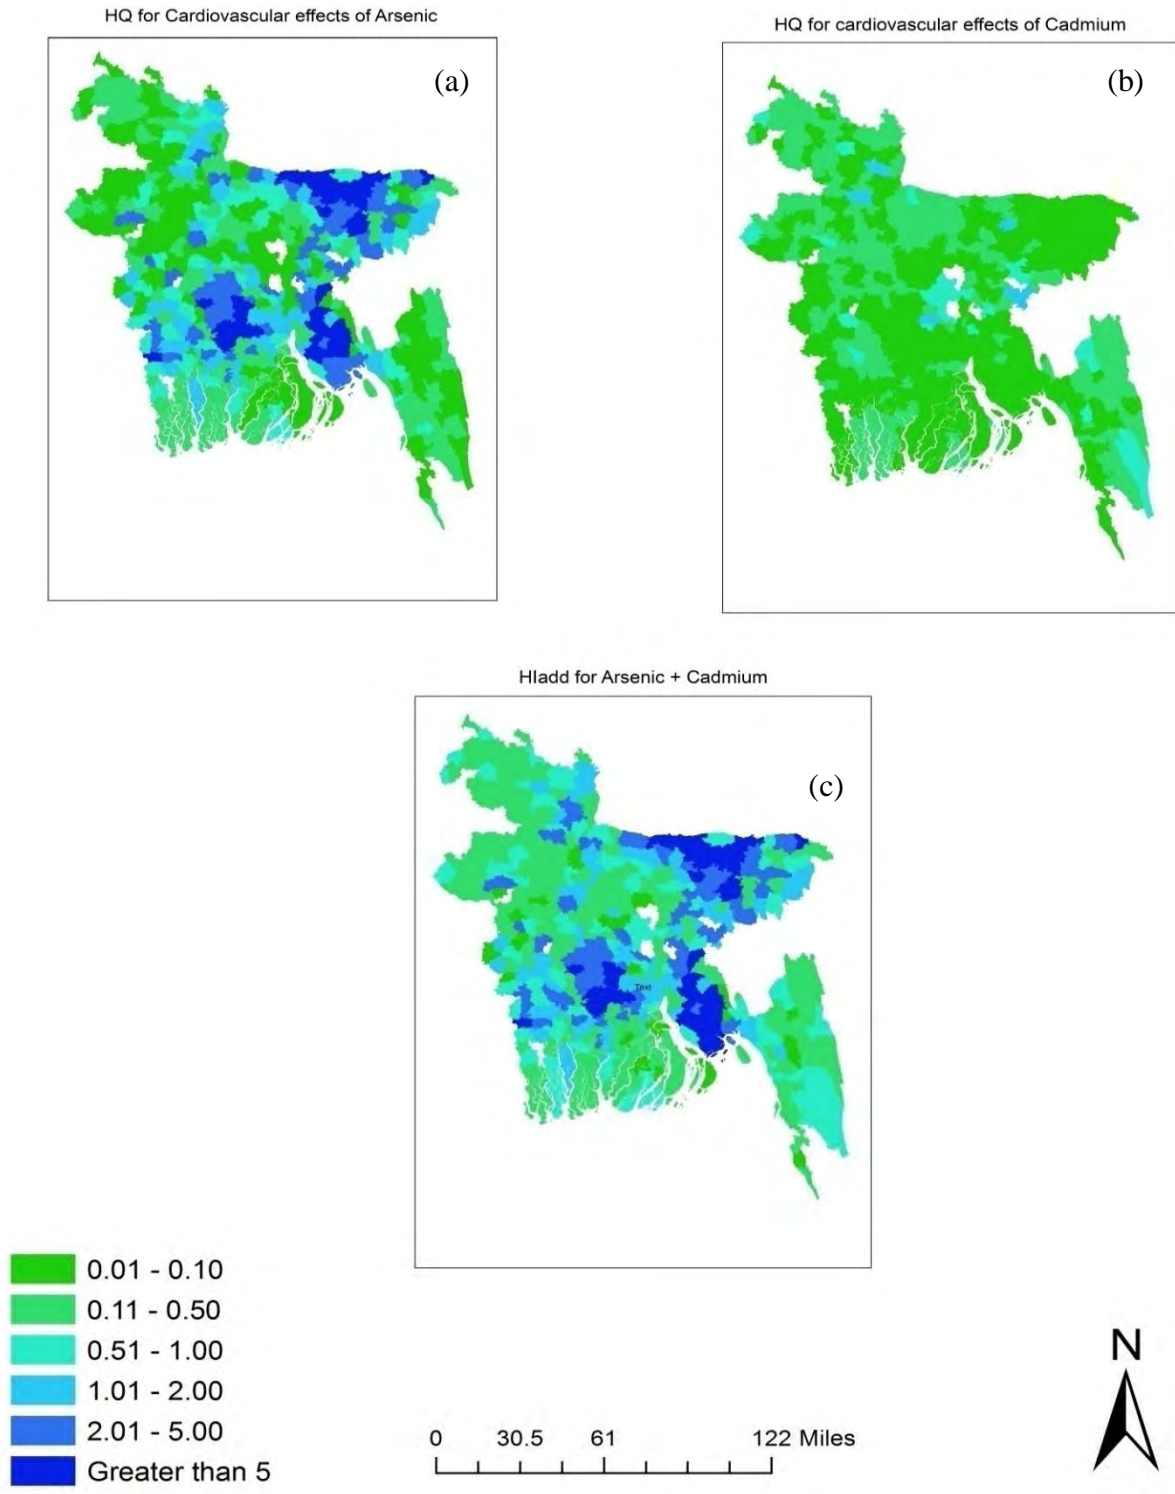 HQ for Cardiovascular effects of Arsenic
HQ for cardiovascular effects of Cadmium
(a)
(b)
HIadd for Arsenic + Cadmium
(c)
Text
0.01 - 0.10
0.11 - 0.50
0.51 - 1.00
1.01 - 2.00
2.01 - 5.00
Greater than 5
0 30.5 61 122 Miles
N